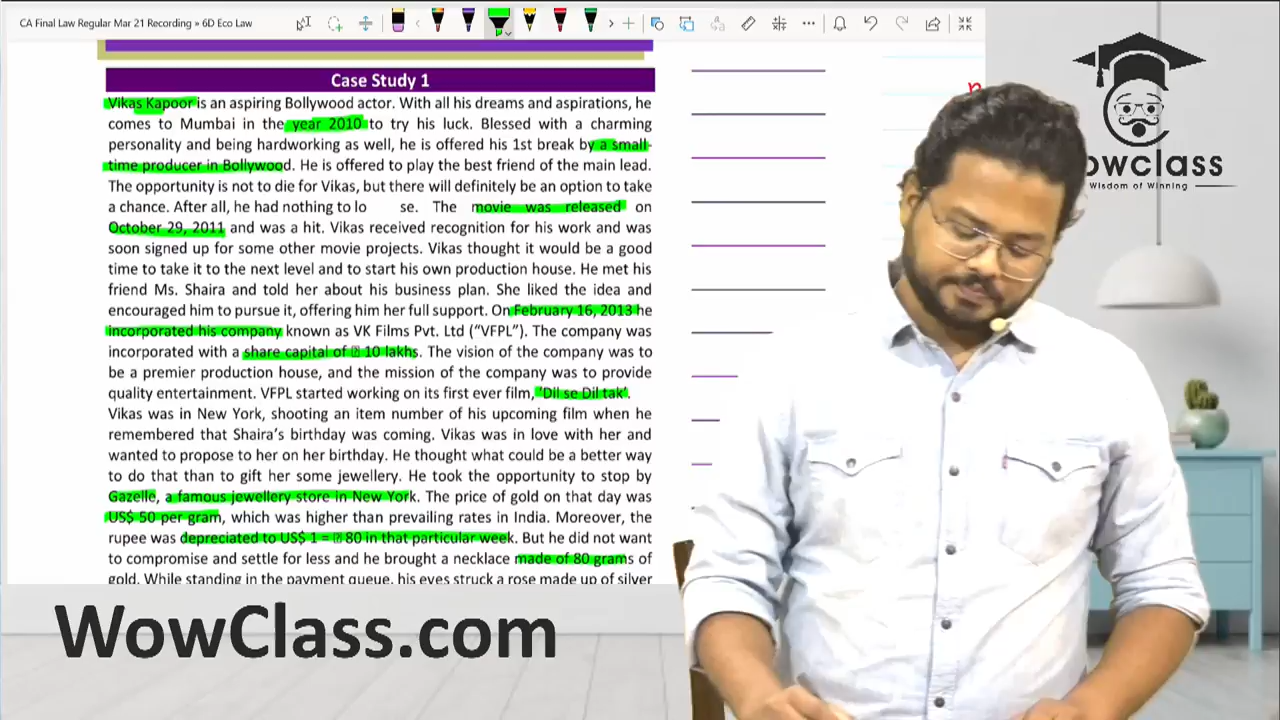 CA Final Law Regular Mar 21 Recording » 6D Eco Law
Case Study 1
Vikas Kapoor is an aspiring Bollywood actor. With all his dreams and aspirations, he
comes to Mumbai in the year 2010 to try his luck. Blessed with a charming
personality and being hardworking as well, he is offered his 1st break by a small-
time producer in Bollywood. He is offered to play the best friend of the main lead.
The opportunity is not to die for Vikas, but there will definitely be an option to take
a chance. After all, he had nothing to lo se. The movie was released on
October 29, 2011 and was a hit. Vikas received recognition for his work and was
soon signed up for some other movie projects. Vikas thought it would be a good
time to take it to the next level and to start his own production house. He met his
friend Ms. Shaira and told her about his business plan. She liked the idea and
encouraged him to pursue it, offering him her full support. On February 16, 2013 he
incorporated his company known as VK Films Pvt. Ltd (“VFPL”). The company was
incorporated with a share capital of 10 lakhs. The vision of the company was to
be a premier production house, and the mission of the company was to provide
quality entertainment. VFPL started working on its first ever film, ‘Dil se Dil tak’.
Vikas was in New York, shooting an item number of his upcoming film when he
remembered that Shaira’s birthday was coming. Vikas was in love with her and
wanted to propose to her on her birthday. He thought what could be a better way
to do that than to gift her some jewellery. He took the opportunity to stop by
Gazelle, a famous jewellery store in New York. The price of gold on that day was
US$ 50 per gram, which was higher than prevailing rates in India. Moreover, the
rupee was depreciated to US$ 1 = 80 in that particular week. But he did not want
to compromise and settle for less and he brought a necklace made of 80 grams of
gold. While standing in the payment queue, his eyes struck a rose made up of silver
wowclass
Wisdom of Winning
WowClass.com